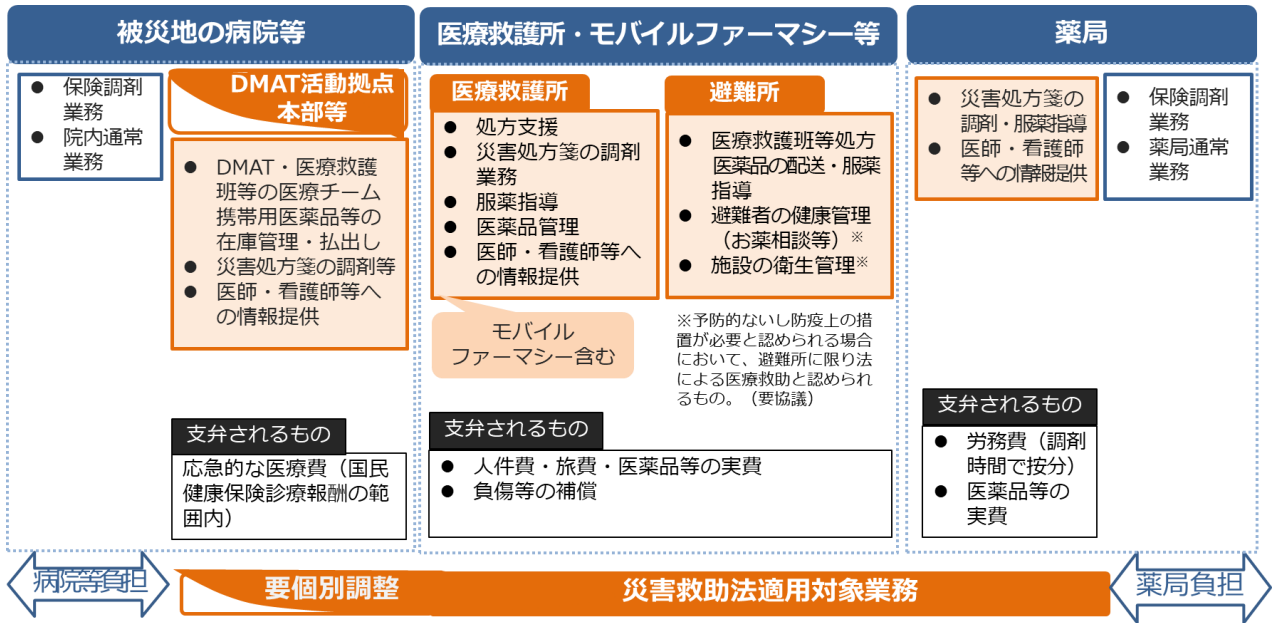 被災地の病院等
● 保険調剤
業務
● 院内通常
業務
DMAT活動拠点
本部等
● DMAT・医療救護
班等の医療チーム
携帯用医薬品等の
在庫管理・払出し
● 災害処方箋の調剤等
● 医師・看護師等へ
の情報提供
支弁されるもの
応急的な医療費（国民
健康保険診療報酬の範
囲内）
医療救護所・モバイルファーマシー等
医療救護所
● 処方支援
● 災害処方箋の調剤
業務
● 服薬指導
● 医薬品管理
● 医師・看護師等へ
の情報提供
モバイル
ファーマシー含む
避難所
● 医療救護班等処方
医薬品の配送・服薬
指導
● 避難者の健康管理
（お薬相談等）※
● 施設の衛生管理※
※予防的ないし防疫上の措
置が必要と認められる場合
において、避難所に限り法
による医療救助と認められ
るもの。（要協議）
支弁されるもの
● 人件費・旅費・医薬品等の実費
● 負傷等の補償
薬局
● 災害処方箋の
調剤・服薬指導
● 医師・看護師
等への情報提供
● 保険調剤
業務
● 薬局通常
業務
支弁されるもの
● 労務費（調剤
時間で按分）
● 医薬品等の
実費
病院等負担
要個別調整
災害救助法適用対象業務
薬局負担